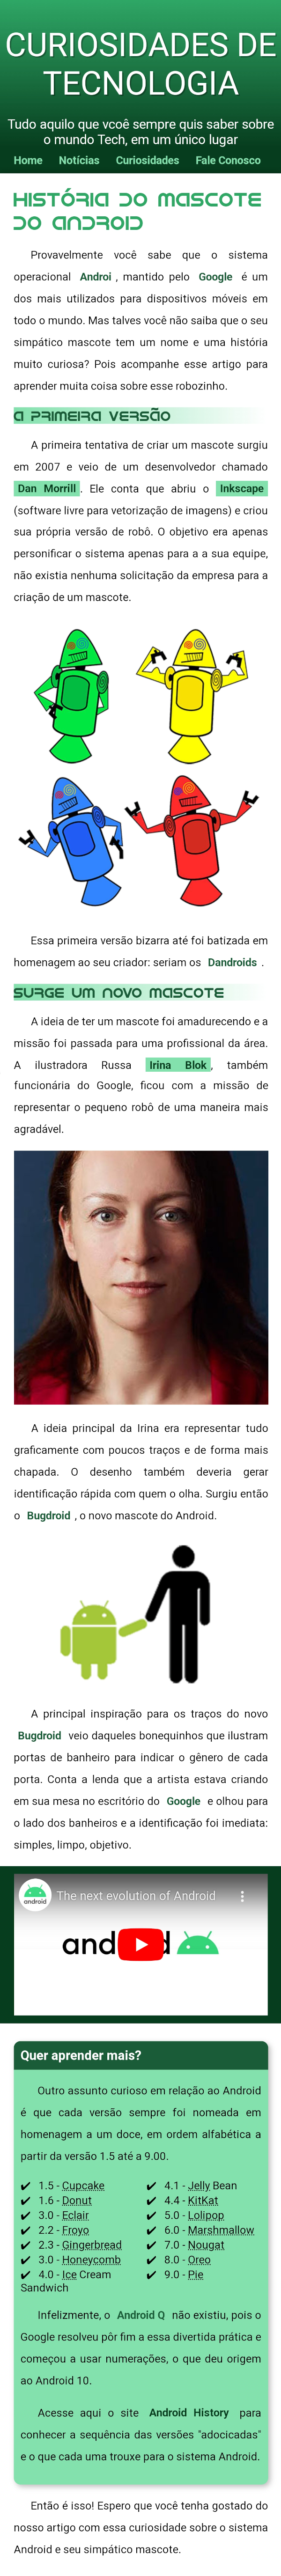 CURIOSIDADES DE
TECNOLOGIA
Tudo aquilo que vcoê sempre quis saber sobre
o mundo Tech, em um único lugar
Home Notícias Curiosidades Fale Conosco
HISTÓRIA DO MASCOTE
DO ANDROID
Provavelmente você sabe que o sistema
operacional Androi , mantido pelo Google é um
dos mais utilizados para dispositivos móveis em
todo o mundo. Mas talves você não saiba que o seu
simpático mascote tem um nome e uma história
muito curiosa? Pois acompanhe esse artigo para
aprender muita coisa sobre esse robozinho.
A PRIMEIRA VERSÃO
A primeira tentativa de criar um mascote surgiu
em 2007 e veio de um desenvolvedor chamado
Dan Morrill . Ele conta que abriu o Inkscape
(software livre para vetorização de imagens) e criou
sua própria versão de robô. O objetivo era apenas
personificar o sistema apenas para a a sua equipe,
não existia nenhuma solicitação da empresa para a
criação de um mascote.
Essa primeira versão bizarra até foi batizada em
homenagem ao seu criador: seriam os Dandroids .
SURGE UM NOVO MASCOTE
A ideia de ter um mascote foi amadurecendo e a
missão foi passada para uma profissional da área.
A ilustradora Russa Irina Blok , também
funcionária do Google, ficou com a missão de
representar o pequeno robô de uma maneira mais
agradável.
A ideia principal da Irina era representar tudo
graficamente com poucos traços e de forma mais
chapada. O desenho também deveria gerar
identificação rápida com quem o olha. Surgiu então
o Bugdroid , o novo mascote do Android.
A principal inspiração para os traços do novo
Bugdroid veio daqueles bonequinhos que ilustram
portas de banheiro para indicar o gênero de cada
porta. Conta a lenda que a artista estava criando
em sua mesa no escritório do Google e olhou para
o lado dos banheiros e a identificação foi imediata:
simples, limpo, objetivo.
The next evolution of Android
android
Quer aprender mais?
Outro assunto curioso em relação ao Android
é que cada versão sempre foi nomeada em
homenagem a um doce, em ordem alfabética a
partir da versão 1.5 até a 9.00.
✔ 1.5 - Cupcake
✔ 1.6 - Donut
✔ 3.0 - Eclair
✔ 2.2 - Froyo
✔ 2.3 - Gingerbread
✔ 3.0 - Honeycomb
✔ 4.0 - Ice Cream
Sandwich
✔ 4.1 - Jelly Bean
✔ 4.4 - KitKat
✔ 5.0 - Lolipop
✔ 6.0 - Marshmallow
✔ 7.0 - Nougat
✔ 8.0 - Oreo
✔ 9.0 - Pie
Infelizmente, o Android Q não existiu, pois o
Google resolveu pôr fim a essa divertida prática e
começou a usar numerações, o que deu origem
ao Android 10.
Acesse aqui o site Android History para
conhecer a sequência das versões "adocicadas"
e o que cada uma trouxe para o sistema Android.
Então é isso! Espero que você tenha gostado do
nosso artigo com essa curiosidade sobre o sistema
Android e seu simpático mascote.